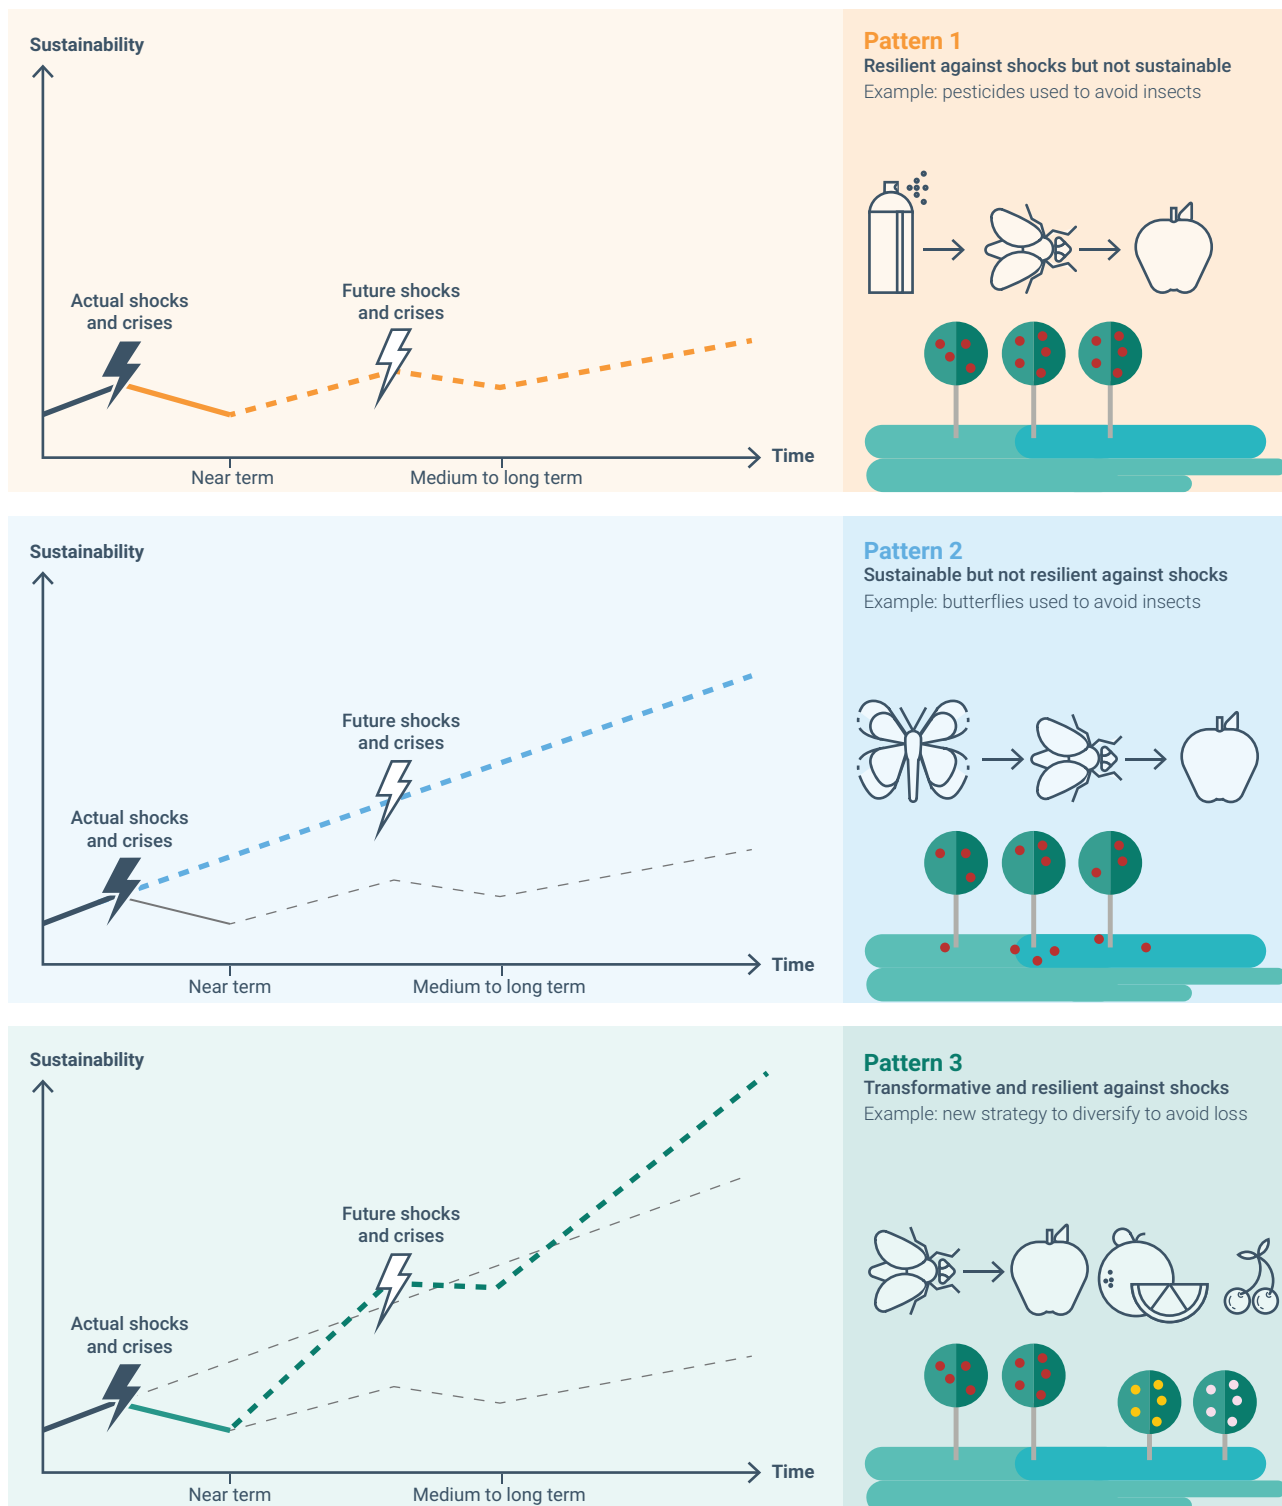 Sustainability
Actual shocks
and crises
Future shocks
and crises
Near term
Medium to long term
Time
Pattern 1
Resilient against shocks but not sustainable
Example: pesticides used to avoid insects
Sustainability
Future shocks
and crises
Actual shocks
and crises
Near term
Medium to long term
Time
Pattern 2
Sustainable but not resilient against shocks
Example: butterflies used to avoid insects
Sustainability
Future shocks
and crises
Actual shocks
and crises
Near term
Medium to long term
Time
Pattern 3
Transformative and resilient against shocks
Example: new strategy to diversify to avoid loss